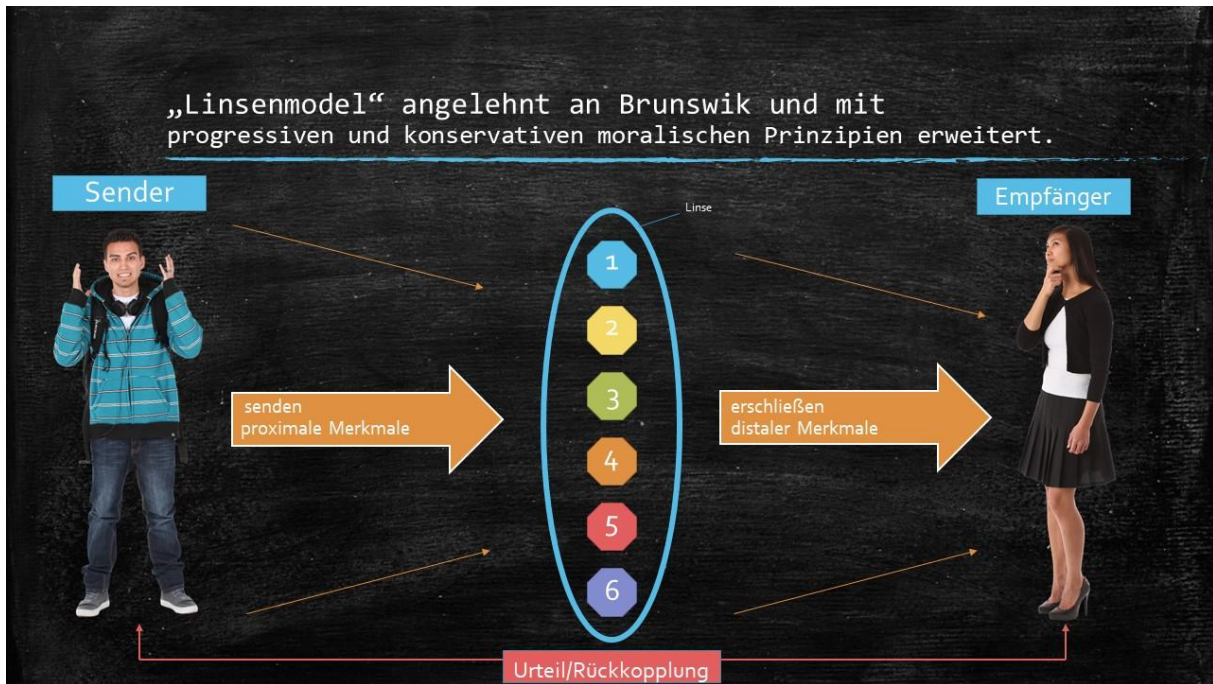 „Linsenmodel“ angelehnt an Brunswik und mit
progressiven und konservativen moralischen Prinzipien erweitert.
Sender
Empfänger
Linse
1
2
3
4
5
6
senden
proximale Merkmale
erschließen
distaler Merkmale
Urteil/Rückkopplung